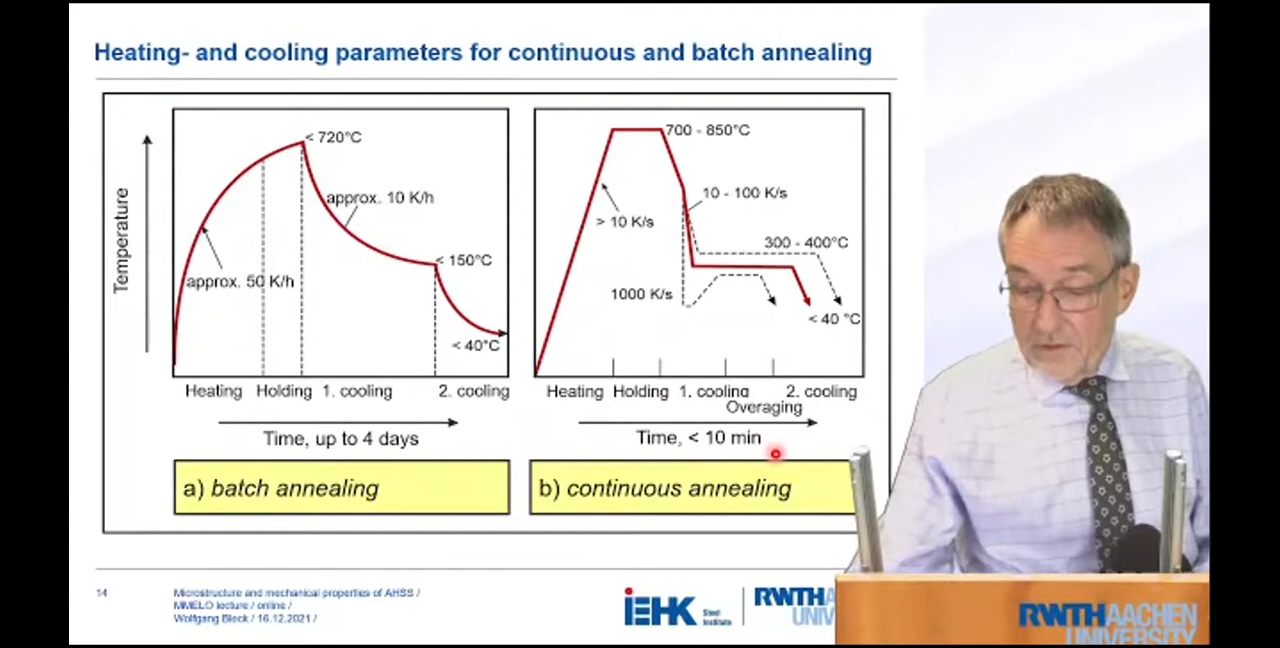 Heating- and cooling parameters for continuous and batch annealing
Temperature
< 720°C
approx. 10 K/h
< 150°C
approx. 50 K/h
< 40°C
Heating Holding 1. cooling 2. cooling
Time, up to 4 days
a) batch annealing
700 - 850°C
10 - 100 K/s
> 10 K/s
300 - 400°C
1000 K/s
< 40 °C
Heating Holding 1. cooling 2. cooling
Overaging
Time, < 10 min
b) continuous annealing
14
Microstructure and mechanical properties of AHSS /
MMELO lecture / online /
Wolfgang Bleck / 16.12.2021 /
iEHK Steel
Institute
RWTHA
UNIV
RWTHAACHEN
UNIVERSITY